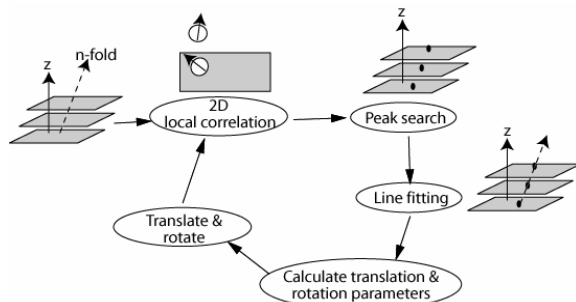 n-fold
z
2D
local correlation
z
Peak search
z
Line fitting
Translate &
rotate
Calculate translation &
rotation parameters